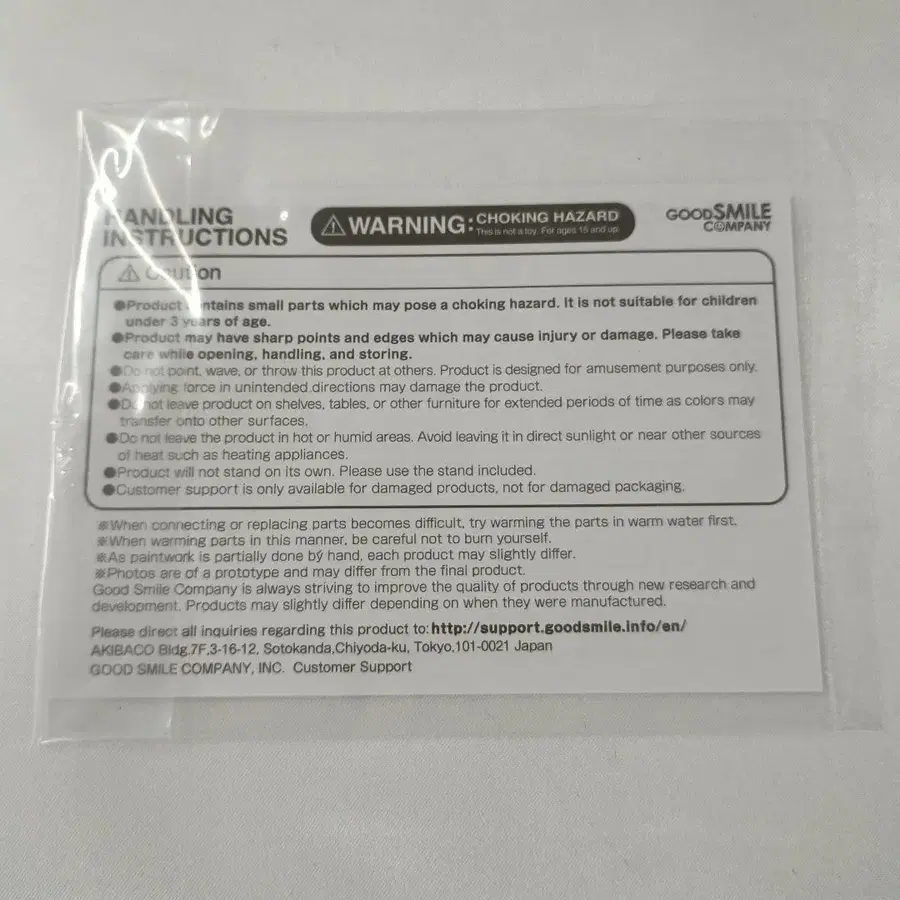 HANDLING
INSTRUCTIONS
⚠WARNING: CHOKING HAZARD
This is not a toy. For ages 15 and up.
GOODSMILE
COMPANY
⚠ Caution
●Product contains small parts which may pose a choking hazard. It is not suitable for children
under 3 years of age.
●Product may have sharp points and edges which may cause injury or damage. Please take
care while opening, handling, and storing.
●Do not point, wave, or throw this product at others. Product is designed for amusement purposes only.
●Applying force in unintended directions may damage the product.
●Do not leave product on shelves, tables, or other furniture for extended periods of time as colors may
transfer onto other surfaces.
●Do not leave the product in hot or humid areas. Avoid leaving it in direct sunlight or near other sources
of heat such as heating appliances.
●Product will not stand on its own. Please use the stand included.
●Customer support is only available for damaged products, not for damaged packaging.
※When connecting or replacing parts becomes difficult, try warming the parts in warm water first.
※When warming parts in this manner, be careful not to burn yourself.
※As paintwork is partially done by hand, each product may slightly differ.
※Photos are of a prototype and may differ from the final product.
Good Smile Company is always striving to improve the quality of products through new research and
development. Products may slightly differ depending on when they were manufactured.
Please direct all inquiries regarding this product to: http://support.goodsmile.info/en/
AKIBACO Bldg.7F,3-16-12, Sotokanda,Chiyoda-ku, Tokyo,101-0021 Japan
GOOD SMILE COMPANY, INC. Customer Support